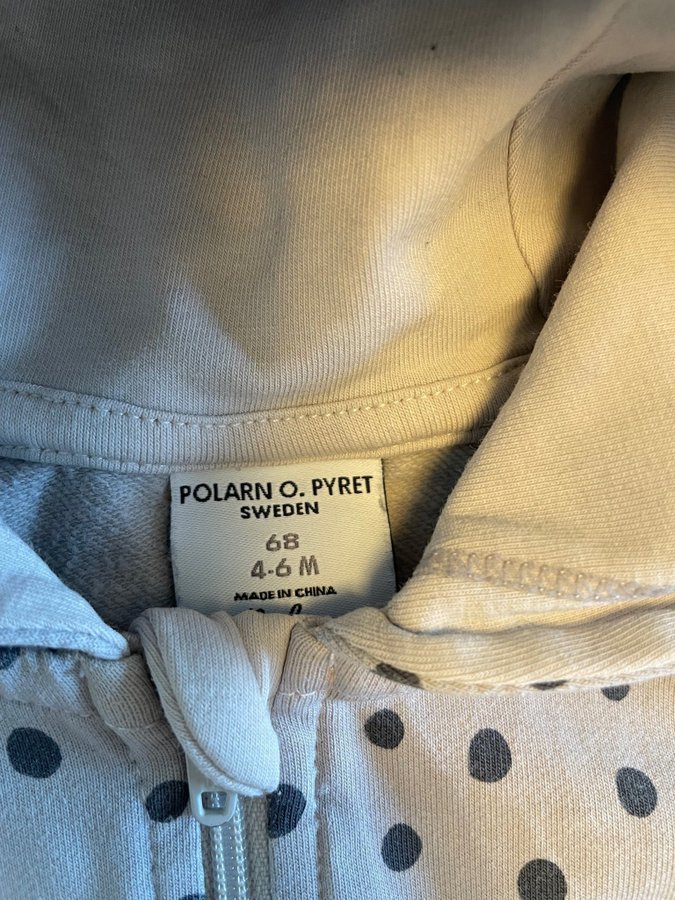 POLARN O. PYRET
SWEDEN
68
4-6 M
MADE IN CHINA